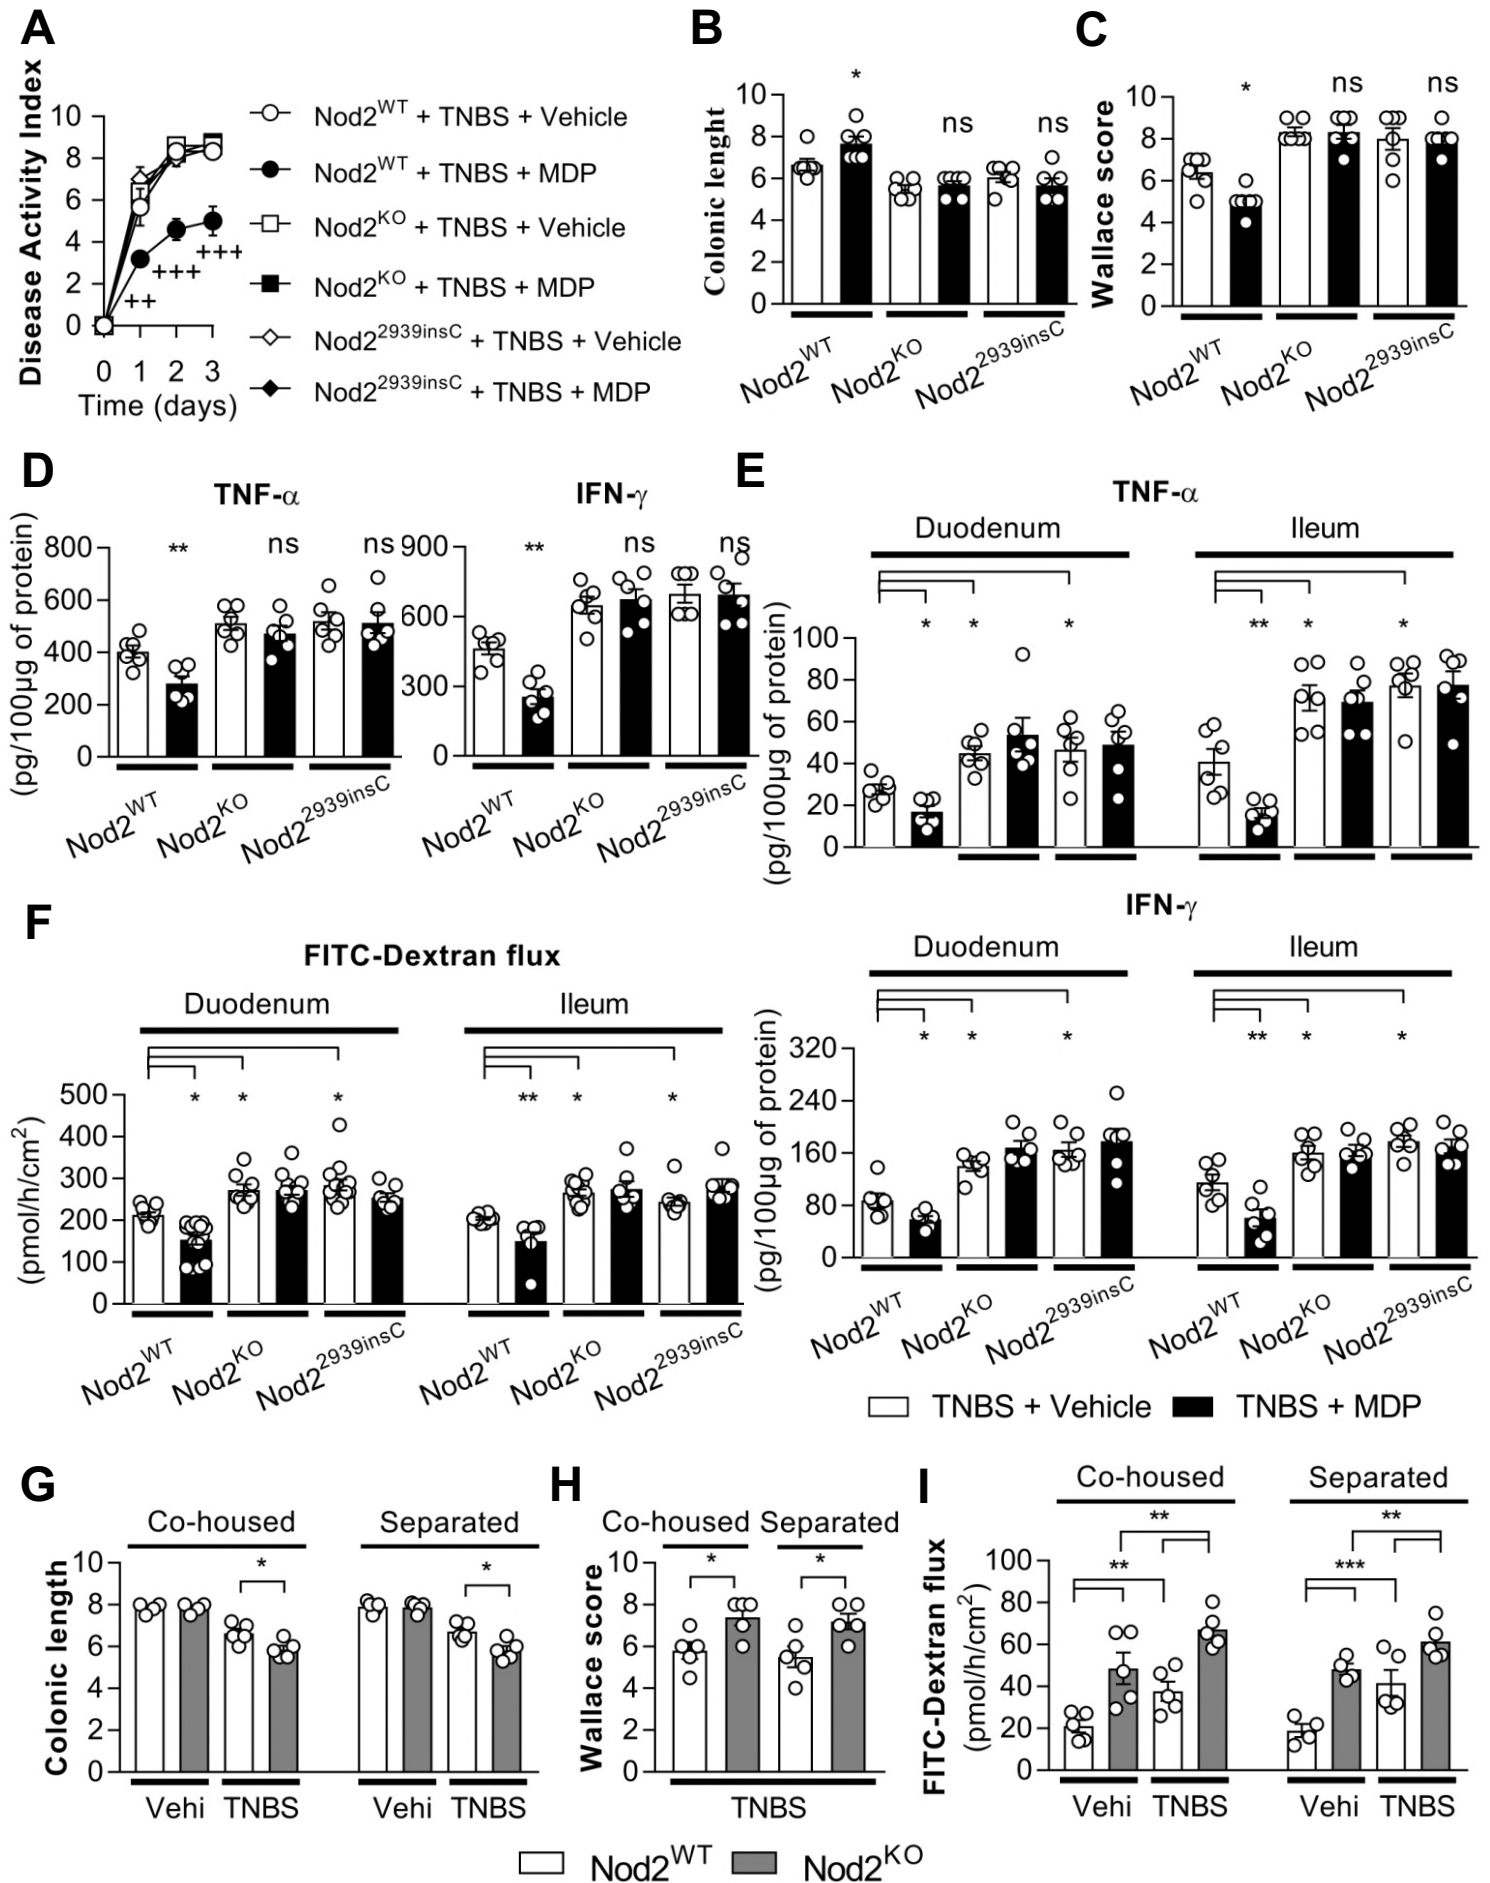 A
Disease Activity Index
10
8
6
4
2
0
++
+++
+++
0 1 2 3
Time (days)
Nod2WT + TNBS + Vehicle
Nod2WT + TNBS + MDP
Nod2KO + TNBS + Vehicle
Nod2KO + TNBS + MDP
Nod22939insC + TNBS + Vehicle
Nod22939insC + TNBS + MDP
B
Colonic lenght
10
8
6
4
2
0
* ns ns
Nod2WT Nod2KO Nod22939insC
C
Wallace score
10
8
6
4
2
0
* ns ns
Nod2WT Nod2KO Nod22939insC
D
TNF-α
(pg/100µg of protein)
800
600
400
200
0
** ns ns
Nod2WT Nod2KO Nod22939insC
IFN-γ
900
600
300
0
** ns ns
Nod2WT Nod2KO Nod22939insC
E
TNF-α
Duodenum Ileum
(pg/100µg of protein)
100
80
60
40
20
0
* * * ** * *
IFN-γ
Duodenum Ileum
(pg/100µg of protein)
320
240
160
80
0
* * * ** * *
Nod2WT Nod2KO Nod22939insC Nod2WT Nod2KO Nod22939insC
F
FITC-Dextran flux
Duodenum Ileum
(pmol/h/cm2)
500
400
300
200
100
0
* * * ** * *
Nod2WT Nod2KO Nod22939insC Nod2WT Nod2KO Nod22939insC
TNBS + Vehicle TNBS + MDP
G
Co-housed Separated
Colonic length
10
8
6
4
2
0
* *
Vehi TNBS Vehi TNBS
H
Co-housed Separated
Wallace score
10
8
6
4
2
0
* *
TNBS
I
Co-housed Separated
FITC-Dextran flux
(pmol/h/cm2)
100
80
60
40
20
0
** **
** ***
Vehi TNBS Vehi TNBS
Nod2WT Nod2KO